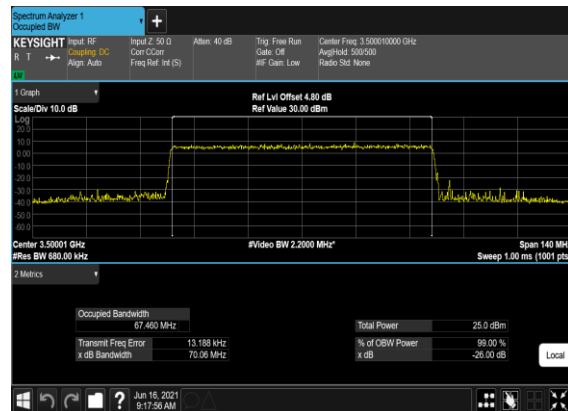 Spectrum Analyzer 1
Occupied BW
KEYSIGHT Input: RF Input Z: 50 Ω Atten: 40 dB Trig: Free Run Center Freq: 3.500010000 GHz
R T Coupling: DC Corr CCorr Gate: Off Avg|Hold: 500/500
Align: Auto Freq Ref: Int (S) #IF Gain: Low Radio Std: None
LW
1 Graph
Ref Lvl Offset 4.80 dB
Scale/Div 10.0 dB Ref Value 30.00 dBm
Log
20.0
10.0
0.00
-10.0
-20.0
-30.0
-40.0
-50.0
-60.0
Center 3.50001 GHz #Video BW 2.2000 MHz* Span 140 MHz
#Res BW 680.00 kHz Sweep 1.00 ms (1001 pts)
2 Metrics
Occupied Bandwidth
67.460 MHz Total Power 25.0 dBm
Transmit Freq Error 13.188 kHz % of OBW Power 99.00 %
x dB Bandwidth 70.06 MHz x dB -26.00 dB
Local
Jun 16, 2021
9:17:56 AM